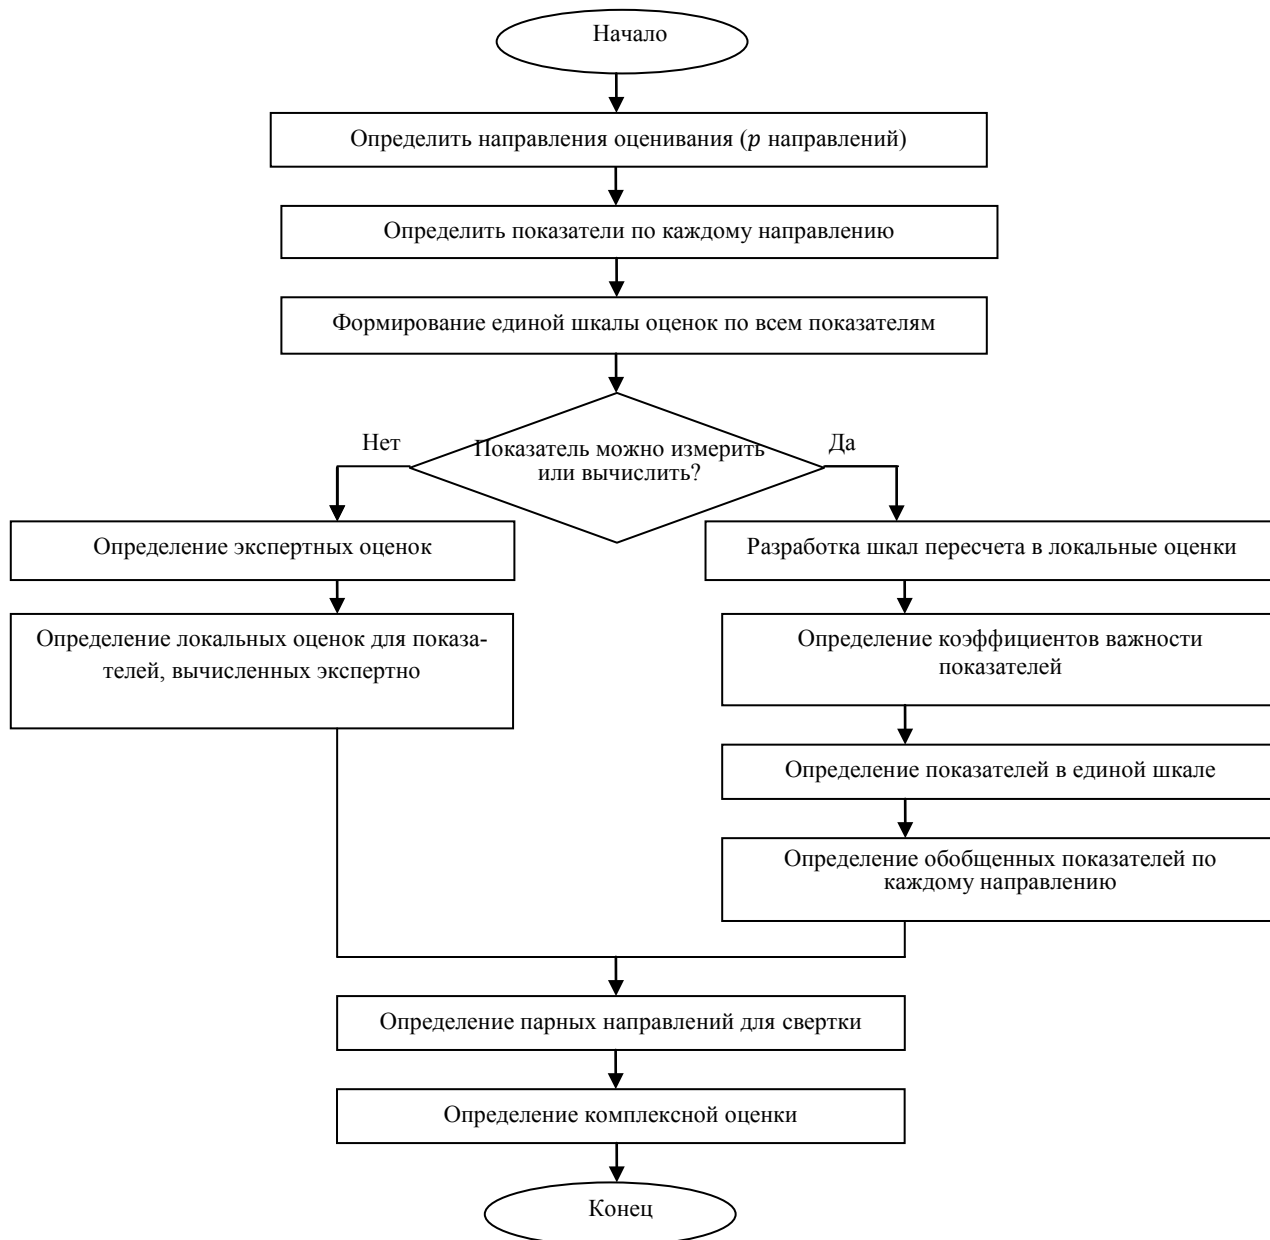 Начало
Определить направления оценивания (p направлений)
Определить показатели по каждому направлению
Формирование единой шкалы оценок по всем показателям
Нет
Показатель можно измерить
или вычислить?
Да
Определение экспертных оценок
Определение локальных оценок для показа-
телей, вычисленных экспертно
Разработка шкал пересчета в локальные оценки
Определение коэффициентов важности
показателей
Определение показателей в единой шкале
Определение обобщенных показателей по
каждому направлению
Определение парных направлений для свертки
Определение комплексной оценки
Конец